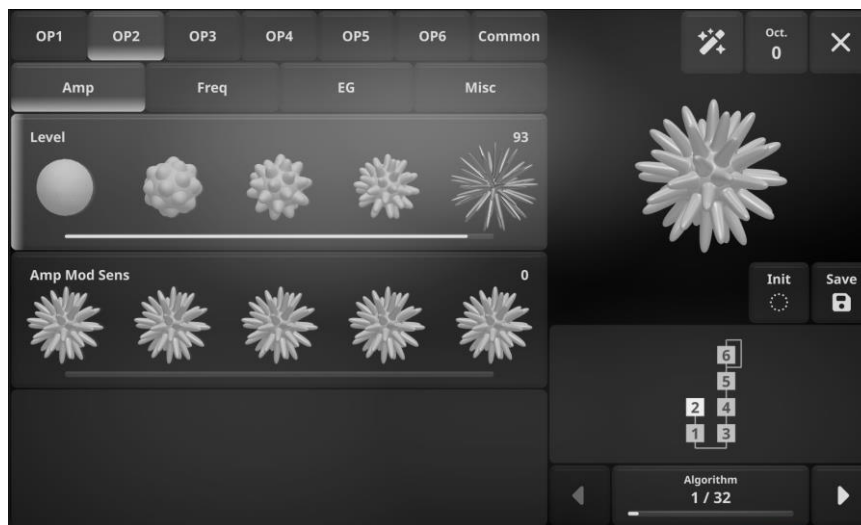 OP1 OP2 OP3 OP4 OP5 OP6 Common
Oct.
0
Amp Freq EG Misc
Level 93
Amp Mod Sens 0
Init Save
6
5
2 4
1 3
Algorithm
1 / 32